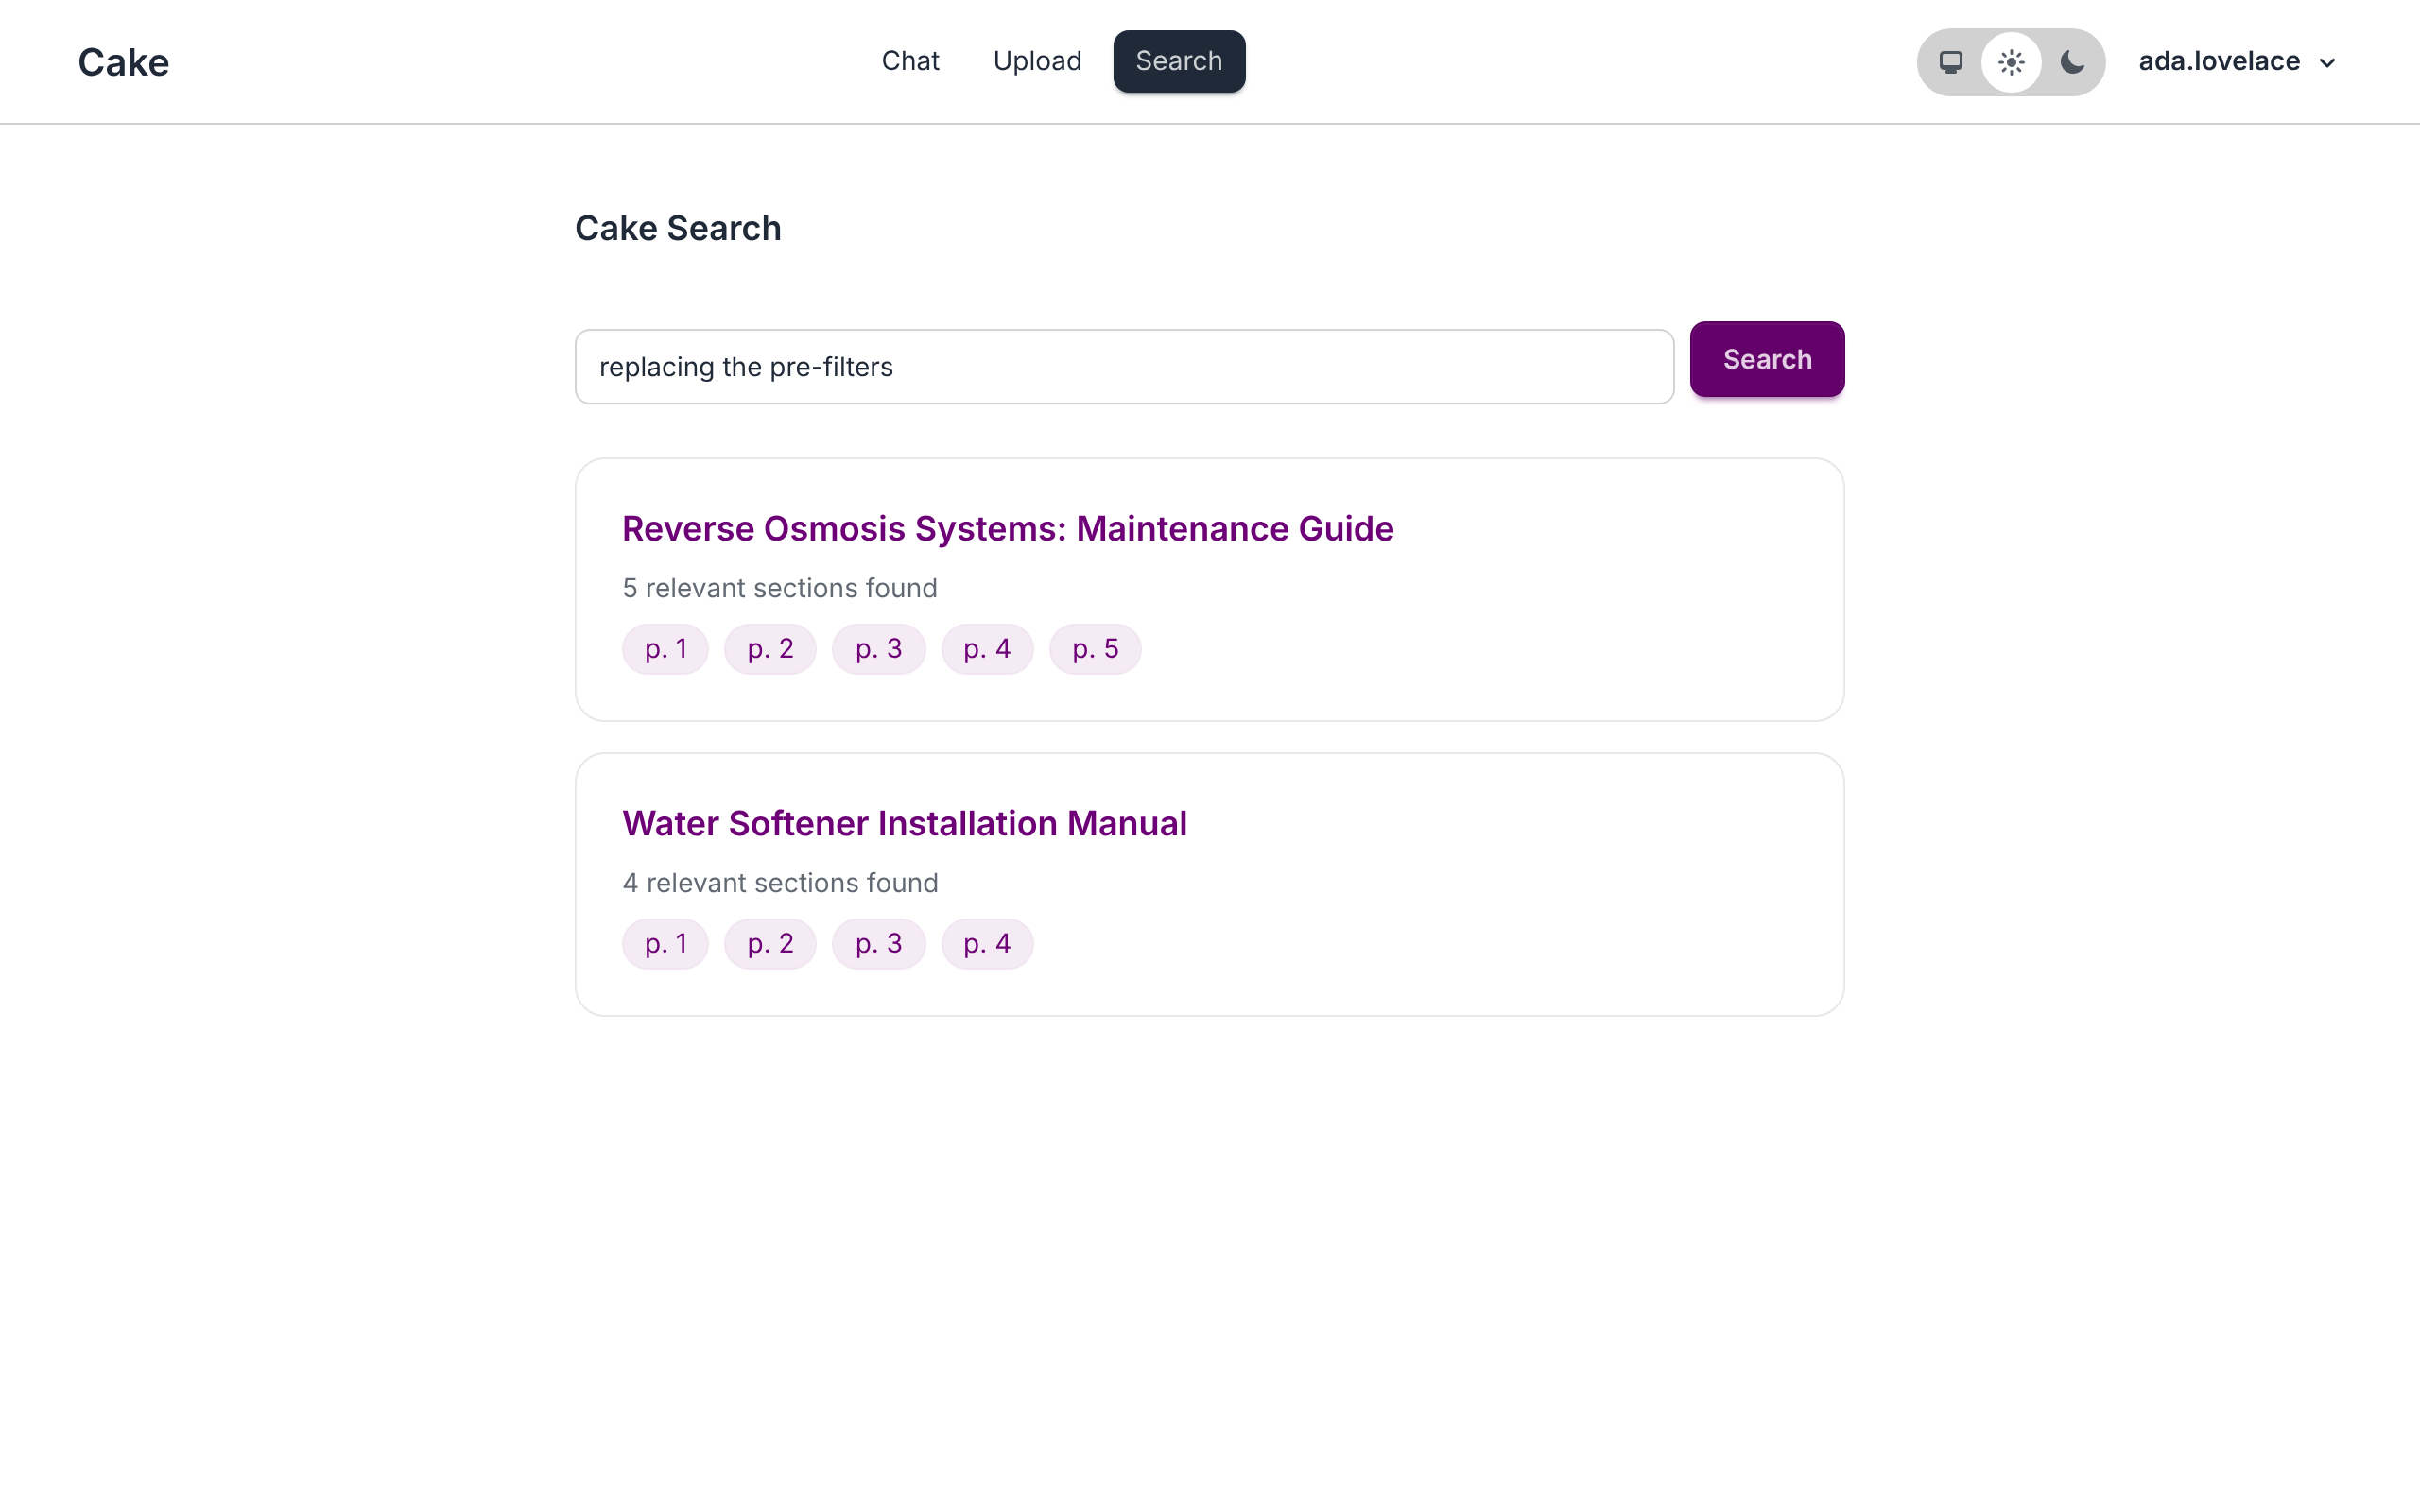 Cake
Chat Upload Search
ada.lovelace
Cake Search
replacing the pre-filters
Search
Reverse Osmosis Systems: Maintenance Guide
5 relevant sections found
p. 1 p. 2 p. 3 p. 4 p. 5
Water Softener Installation Manual
4 relevant sections found
p. 1 p. 2 p. 3 p. 4